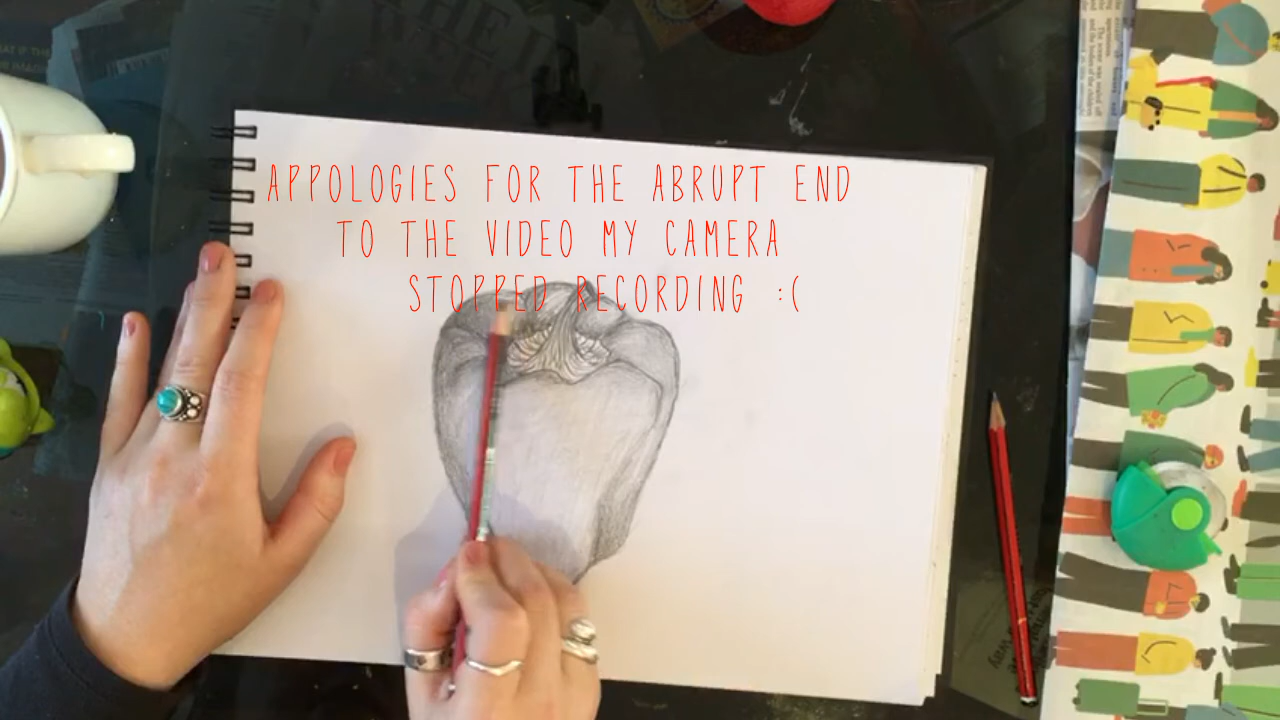 APPOLOGIES FOR THE ABRUPT END
TO THE VIDEO MY CAMERA
STOPPED RECORDING :(